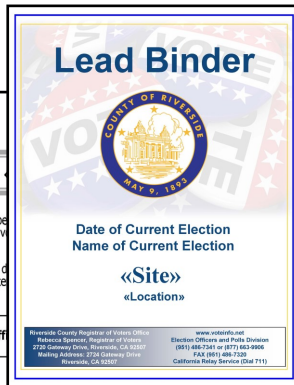 Lead Binder
COUNTY OF RIVERSIDE
MAY 9, 1893
Date of Current Election
Name of Current Election
«Site»
«Location»
Riverside County Registrar of Voters Office
Rebecca Spencer, Registrar of Voters
2720 Gateway Drive, Riverside, CA 92507
Mailing Address: 2724 Gateway Drive
Riverside, CA 92507
www.voteinfo.net
Election Officers and Polls Division
(951) 486-7341 or (877) 663-9906
FAX (951) 486-7320
California Relay Service (Dial 711)